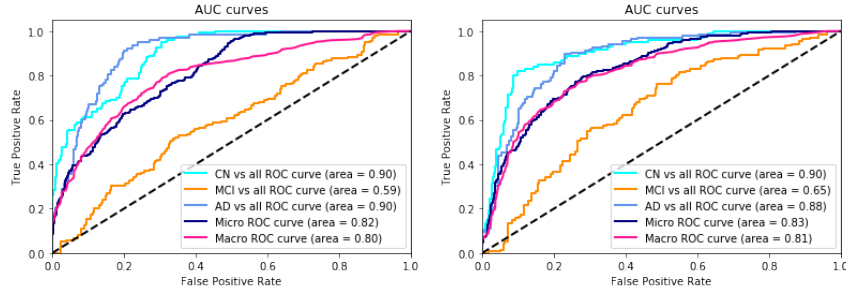 AUC curves
True Positive Rate
1.0
0.8
0.6
0.4
0.2
0.0
CN vs all ROC curve (area = 0.90)
MCI vs all ROC curve (area = 0.59)
AD vs all ROC curve (area = 0.90)
Micro ROC curve (area = 0.82)
Macro ROC curve (area = 0.80)
0.0 0.2 0.4 0.6 0.8 1.0
False Positive Rate
AUC curves
True Positive Rate
1.0
0.8
0.6
0.4
0.2
0.0
CN vs all ROC curve (area = 0.90)
MCI vs all ROC curve (area = 0.65)
AD vs all ROC curve (area = 0.88)
Micro ROC curve (area = 0.83)
Macro ROC curve (area = 0.81)
0.0 0.2 0.4 0.6 0.8 1.0
False Positive Rate